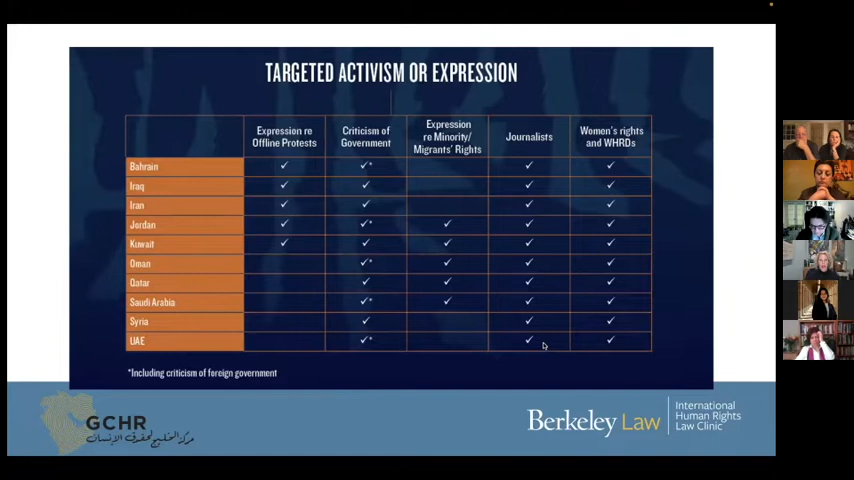 TARGETED ACTIVISM OR EXPRESSION
Expression re
Offline Protests
Criticism of
Government
Expression
re Minority/
Migrants' Rights
Journalists
Women's rights
and WHRDs
Bahrain ✓ ✓* ✓ ✓
Iraq ✓ ✓ ✓ ✓
Iran ✓ ✓ ✓ ✓
Jordan ✓ ✓* ✓ ✓ ✓
Kuwait ✓ ✓ ✓ ✓ ✓
Oman ✓* ✓ ✓ ✓
Qatar ✓ ✓ ✓ ✓
Saudi Arabia ✓* ✓ ✓ ✓
Syria ✓ ✓ ✓
UAE ✓* ✓ ✓
*Including criticism of foreign government
GCHR
مركز الخليج لحقوق الإنسان
Berkeley Law
International
Human Rights
Law Clinic